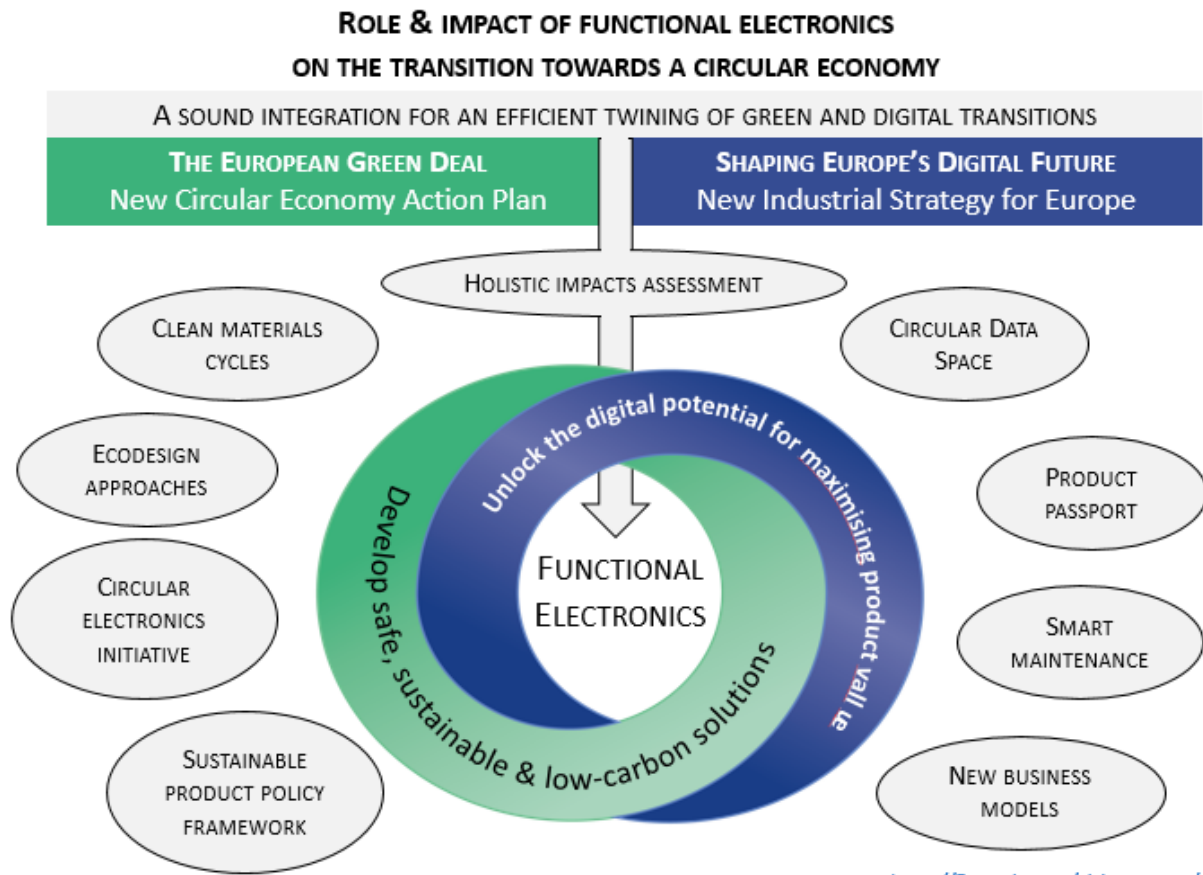 ROLE & IMPACT OF FUNCTIONAL ELECTRONICS
ON THE TRANSITION TOWARDS A CIRCULAR ECONOMY
A SOUND INTEGRATION FOR AN EFFICIENT TWINING OF GREEN AND DIGITAL TRANSITIONS
THE EUROPEAN GREEN DEAL
New Circular Economy Action Plan
SHAPING EUROPE'S DIGITAL FUTURE
New Industrial Strategy for Europe
HOLISTIC IMPACTS ASSESSMENT
CLEAN MATERIALS
CYCLES
ECODESIGN
APPROACHES
CIRCULAR
ELECTRONICS
INITIATIVE
SUSTAINABLE
PRODUCT POLICY
FRAMEWORK
Develop safe, sustainable & low-carbon solutions
Unlock the digital potential for maximising product vall ue
FUNCTIONAL
ELECTRONICS
CIRCULAR DATA
SPACE
PRODUCT
PASSPORT
SMART
MAINTENANCE
NEW BUSINESS
MODELS